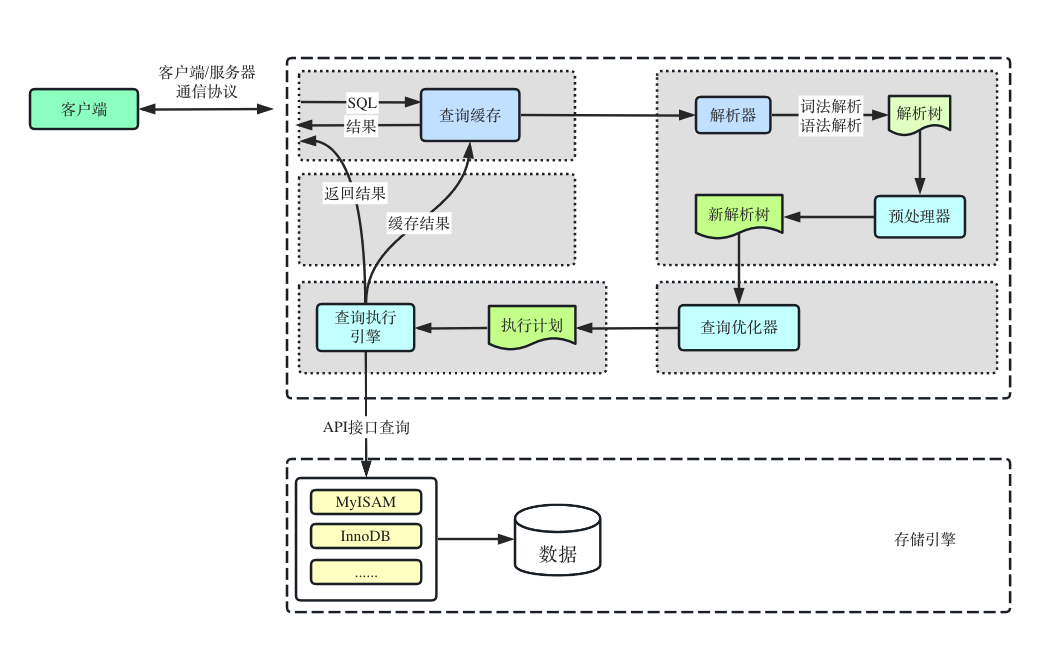 客户端/服务器
通信协议
客户端
SQL
结果
查询缓存
解析器
词法解析
语法解析
解析树
返回结果
缓存结果
新解析树
预处理器
查询执行
引擎
执行计划
查询优化器
API接口查询
MyISAM
InnoDB
......
数据
存储引擎